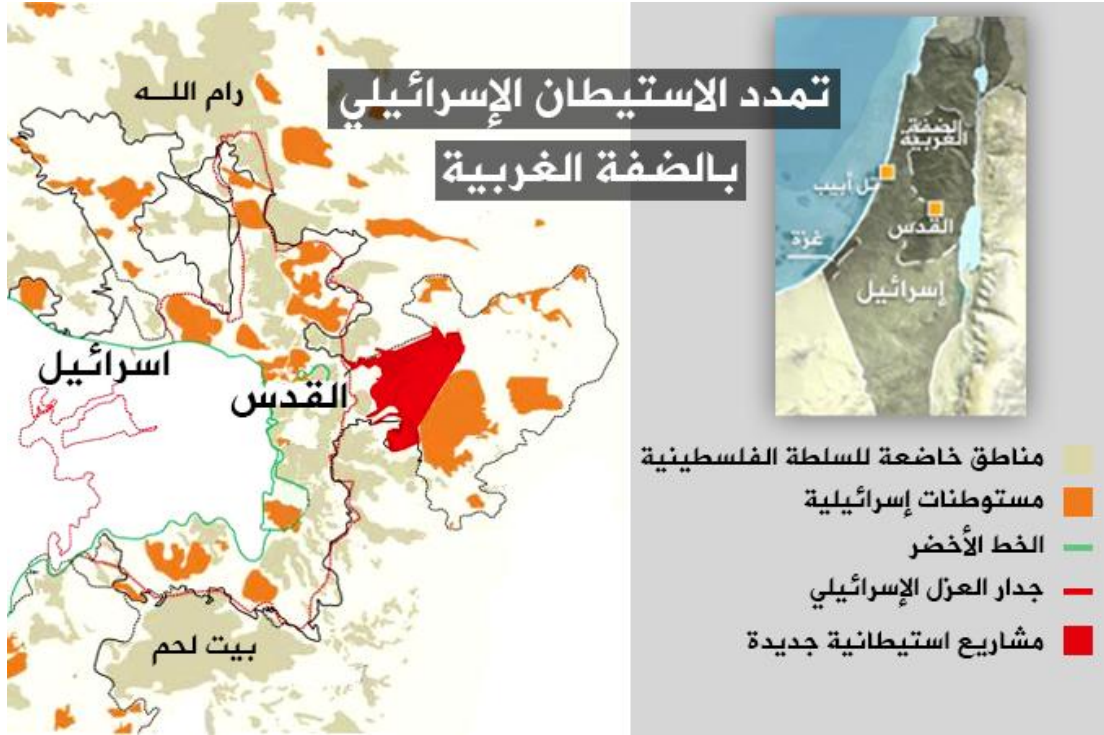 تمدد الاستيطان الإسرائيلي
بالضفة الغربية
رام اللـــه
اسرائيل
القدس
بيت لحم
الضفة
الغربية
تل أبيب
القدس
غزة
إسرائيل
مناطق خاضعة للسلطة الفلسطينية
مستوطنات إسرائيلية
الخط الأخضر
جدار العزل الإسرائيلي
مشاريع استيطانية جديدة